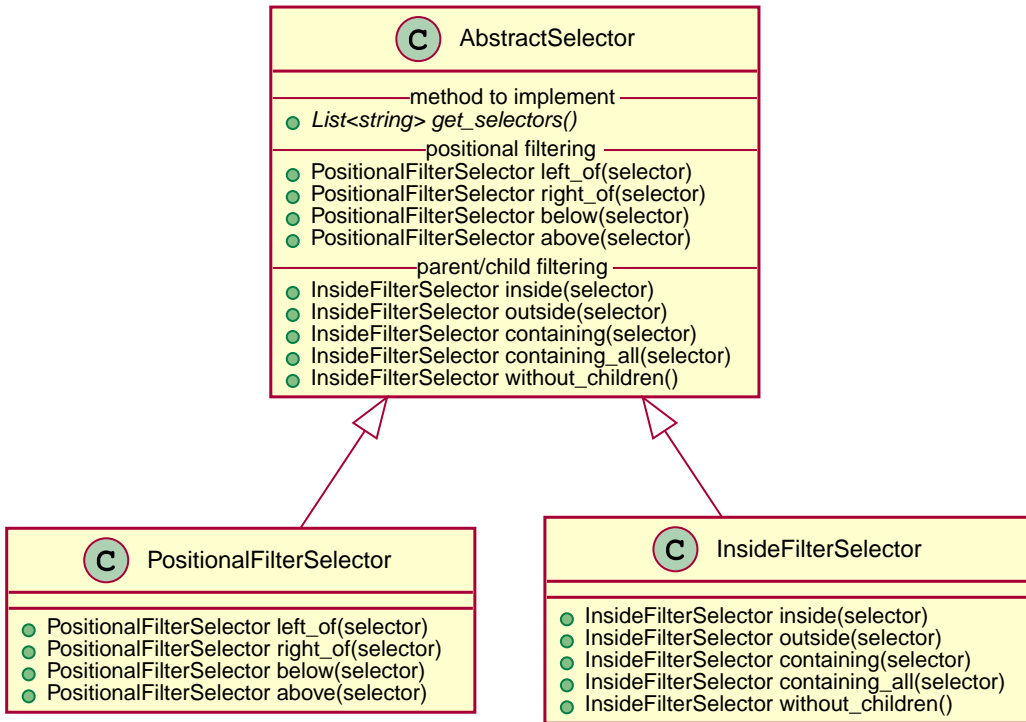 C AbstractSelector
method to implement
List<string> get_selectors()
positional filtering
PositionalFilterSelector left_of(selector)
PositionalFilterSelector right_of(selector)
PositionalFilterSelector below(selector)
PositionalFilterSelector above(selector)
parent/child filtering
InsideFilterSelector inside(selector)
InsideFilterSelector outside(selector)
InsideFilterSelector containing(selector)
InsideFilterSelector containing_all(selector)
InsideFilterSelector without_children()
C PositionalFilterSelector
PositionalFilterSelector left_of(selector)
PositionalFilterSelector right_of(selector)
PositionalFilterSelector below(selector)
PositionalFilterSelector above(selector)
C InsideFilterSelector
InsideFilterSelector inside(selector)
InsideFilterSelector outside(selector)
InsideFilterSelector containing(selector)
InsideFilterSelector containing_all(selector)
InsideFilterSelector without_children()